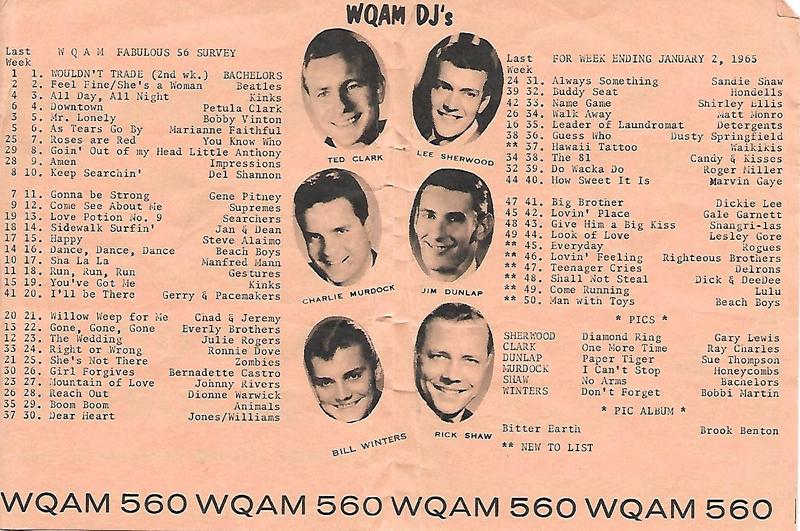 WQAM DJ's
Last W Q A M FABULOUS 56 SURVEY
Week
1 1. WOULDN'T TRADE (2nd wk.) BACHELORS
2 2. Feel Fine/She's a Woman Beatles
4 3. All Day, All Night Kinks
6 4. Downtown Petula Clark
3 5. Mr. Lonely Bobby Vinton
5 6. As Tears Go By Marianne Faithful
25 7. Roses are Red You Know Who
29 8. Goin' Out of my Head Little Anthony
28 9. Amen Impressions
8 10. Keep Searchin' Del Shannon
7 11. Gonna be Strong Gene Pitney
9 12. Come See About Me Supremes
19 13. Love Potion No. 9 Searchers
18 14. Sidewalk Surfin' Jan & Dean
17 15. Happy Steve Alaimo
14 16. Dance, Dance, Dance Beach Boys
10 17. Sha La La Manfred Mann
11 18. Run, Run, Run Gestures
15 19. You've Got Me Kinks
41 20. I'll be There Gerry & Pacemakers
20 21. Willow Weep for Me Chad & Jeremy
13 22. Gone, Gone, Gone Everly Brothers
12 23. The Wedding Julie Rogers
33 24. Right or Wrong Ronnie Dove
21 25. She's Not There Zombies
30 26. Girl Forgives Bernadette Castro
23 27. Mountain of Love Johnny Rivers
26 28. Reach Out Dionne Warwick
35 29. Boom Boom Animals
37 30. Dear Heart Jones/Williams
TED CLARK
LEE SHERWOOD
CHARLIE MURDOCK
JIM DUNLAP
BILL WINTERS
RICK SHAW
Last FOR WEEK ENDING JANUARY 2, 1965
Week
24 31. Always Something Sandie Shaw
39 32. Buddy Seat Hondells
42 33. Name Game Shirley Ellis
26 34. Walk Away Matt Monro
16 35. Leader of Laundromat Detergents
38 36. Guess Who Dusty Springfield
** 37. Hawaii Tattoo Waikikis
34 38. The 81 Candy & Kisses
32 39. Do Wacka Do Roger Miller
44 40. How Sweet It Is Marvin Gaye
47 41. Big Brother Dickie Lee
45 42. Lovin' Place Gale Garnett
48 43. Give Him a Big Kiss Shangri-las
49 44. Look of Love Lesley Gore
** 45. Everyday Rogues
** 46. Lovin' Feeling Righteous Brothers
** 47. Teenager Cries Delrons
** 48. Shall Not Steal Dick & DeeDee
** 49. Come Running Lulu
** 50. Man with Toys Beach Boys
* PICS *
SHERWOOD Diamond Ring Gary Lewis
CLARK One More Time Ray Charles
DUNLAP Paper Tiger Sue Thompson
MURDOCK I Can't Stop Honeycombs
SHAW No Arms Bachelors
WINTERS Don't Forget Bobbi Martin
* PIC ALBUM *
Bitter Earth Brook Benton
** NEW TO LIST
WQAM 560 WQAM 560 WQAM 560 WQAM 560